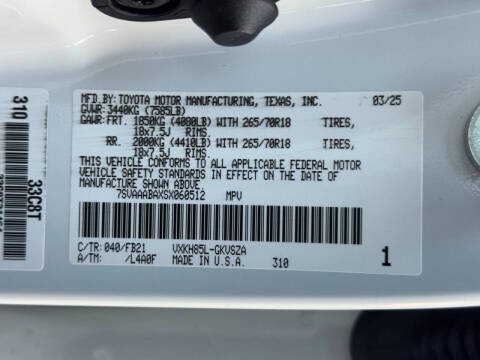 MFD.BY:TOYOTA MOTOR MANUFACTURING, TEXAS, INC. 03/25
GVWR:3440KG (7585LB)
GAWR:FRT. 1850KG (4080LB) WITH 265/70R18 TIRES,
18x7.5J RIMS,
RR. 2000KG (4410LB) WITH 265/70R18 TIRES,
18x7.5J RIMS.
THIS VEHICLE CONFORMS TO ALL APPLICABLE FEDERAL MOTOR
VEHICLE SAFETY STANDARDS IN EFFECT ON THE DATE OF
MANUFACTURE SHOWN ABOVE.
7SVAAABAXSX060512 MPV
C/TR:040/FB21 VXKH85L-GKVSZA
A/TM: /L4A0F MADE IN U.S.A. 310 1
310
33C8T